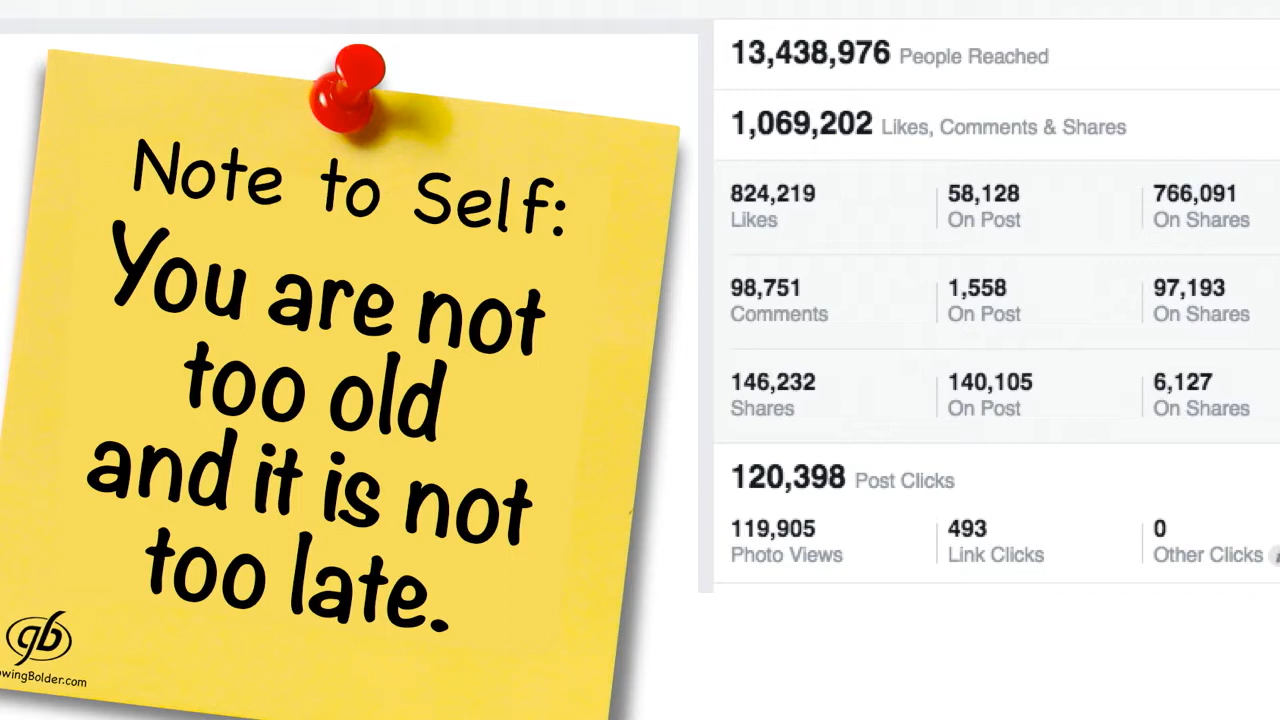 Note to Self:
You are not
too old
and it is not
too late.
gb
owingBolder.com
13,438,976 People Reached
1,069,202 Likes, Comments & Shares
824,219 58,128 766,091
Likes On Post On Shares
98,751 1,558 97,193
Comments On Post On Shares
146,232 140,105 6,127
Shares On Post On Shares
120,398 Post Clicks
119,905 493 0
Photo Views Link Clicks Other Clicks